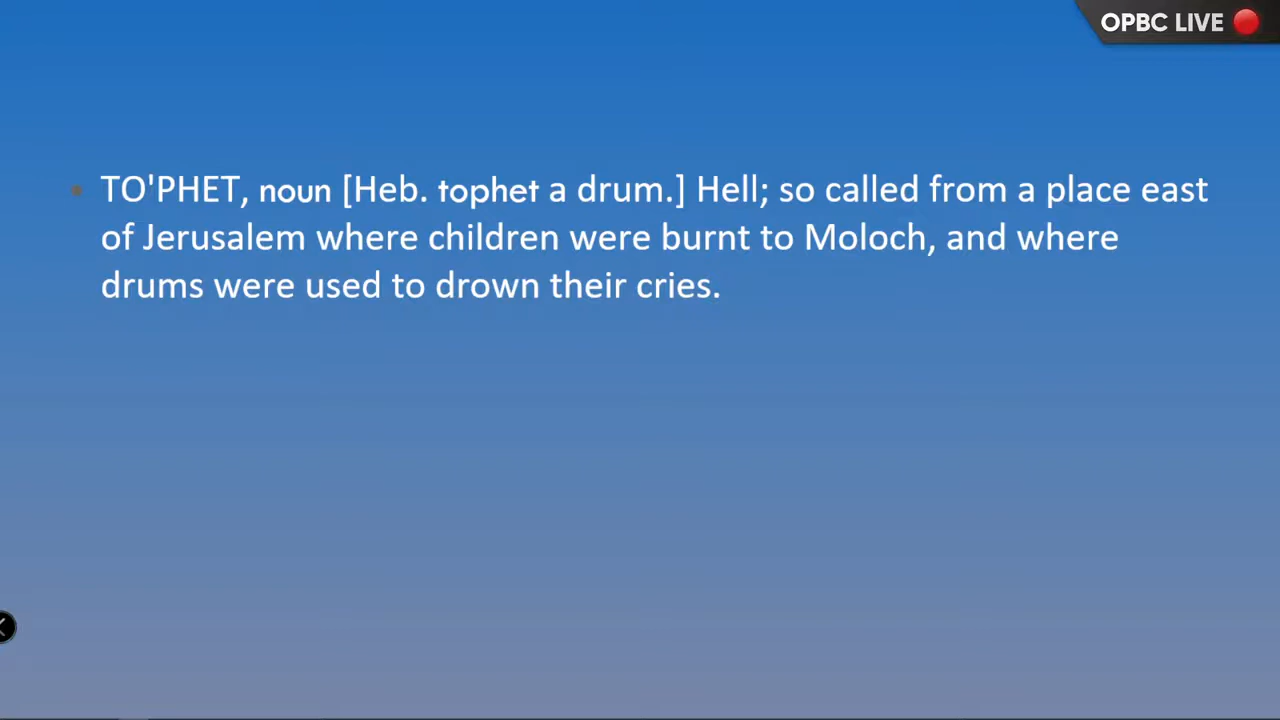 OPBC LIVE
TO'PHET, noun [Heb. tophet a drum.] Hell; so called from a place east
of Jerusalem where children were burnt to Moloch, and where
drums were used to drown their cries.